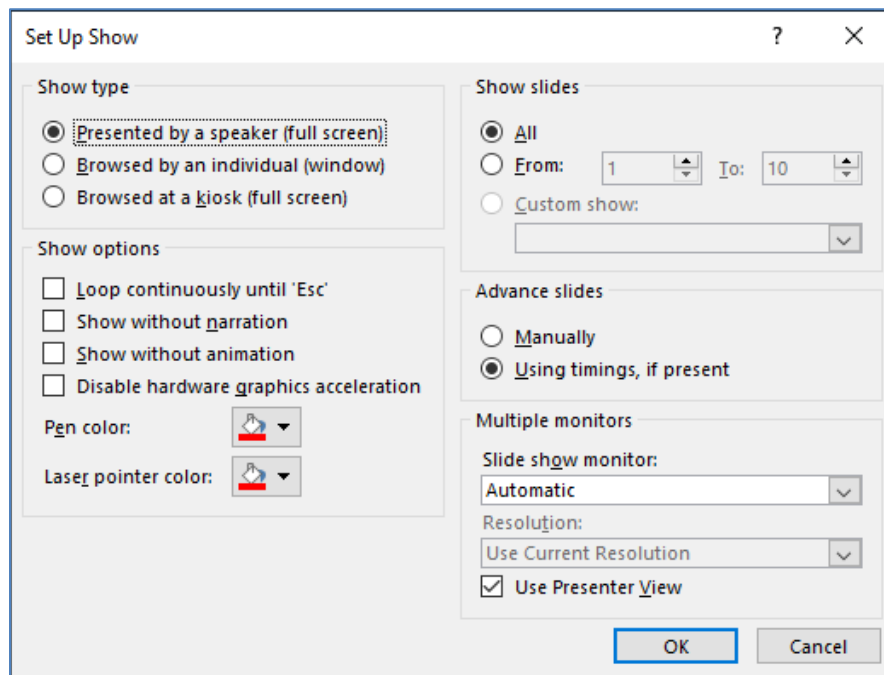 Set Up Show
?
Show type
Presented by a speaker (full screen)
Browsed by an individual (window)
Browsed at a kiosk (full screen)
Show options
Loop continuously until 'Esc'
Show without narration
Show without animation
Disable hardware graphics acceleration
Pen color:
Laser pointer color:
Show slides
All
From: 1 To: 10
Custom show:
Advance slides
Manually
Using timings, if present
Multiple monitors
Slide show monitor:
Automatic
Resolution:
Use Current Resolution
Use Presenter View
OK Cancel